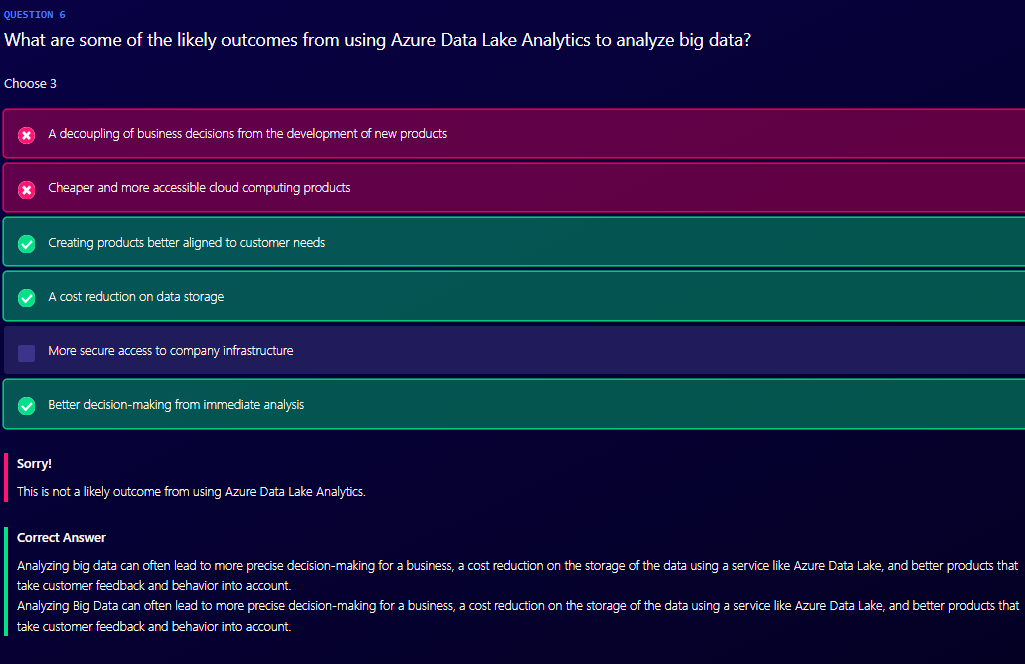 QUESTION 6
What are some of the likely outcomes from using Azure Data Lake Analytics to analyze big data?
Choose 3
A decoupling of business decisions from the development of new products
Cheaper and more accessible cloud computing products
Creating products better aligned to customer needs
A cost reduction on data storage
More secure access to company infrastructure
Better decision-making from immediate analysis
Sorry!
This is not a likely outcome from using Azure Data Lake Analytics.
Correct Answer
Analyzing big data can often lead to more precise decision-making for a business, a cost reduction on the storage of the data using a service like Azure Data Lake, and better products that
take customer feedback and behavior into account.
Analyzing Big Data can often lead to more precise decision-making for a business, a cost reduction on the storage of the data using a service like Azure Data Lake, and better products that
take customer feedback and behavior into account.